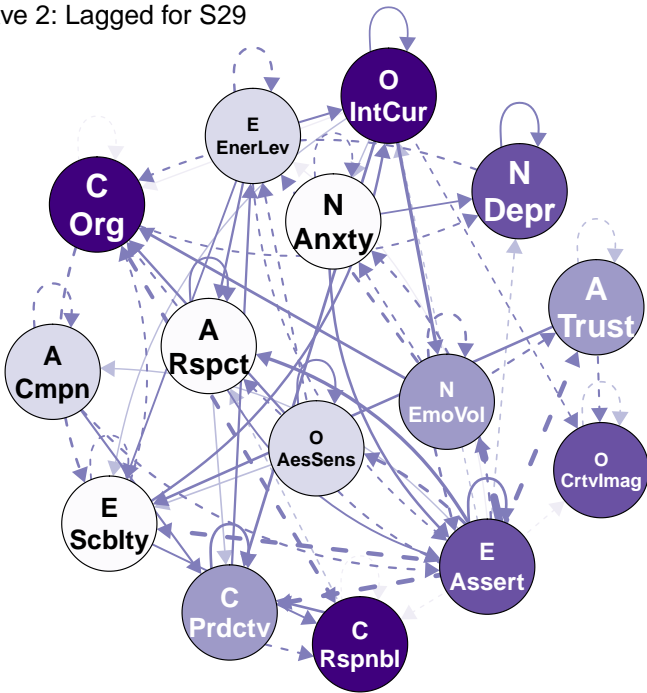 ve 2: Lagged for S29
O
IntCur
E
EnerLev
N
Depr
C
Org
N
Anxty
A
Trust
A
Rspct
A
Cmpn
N
EmoVol
O
AesSens
O
CrtvImag
E
Scblty
E
Assert
C
Prdctv
C
Rspnbl